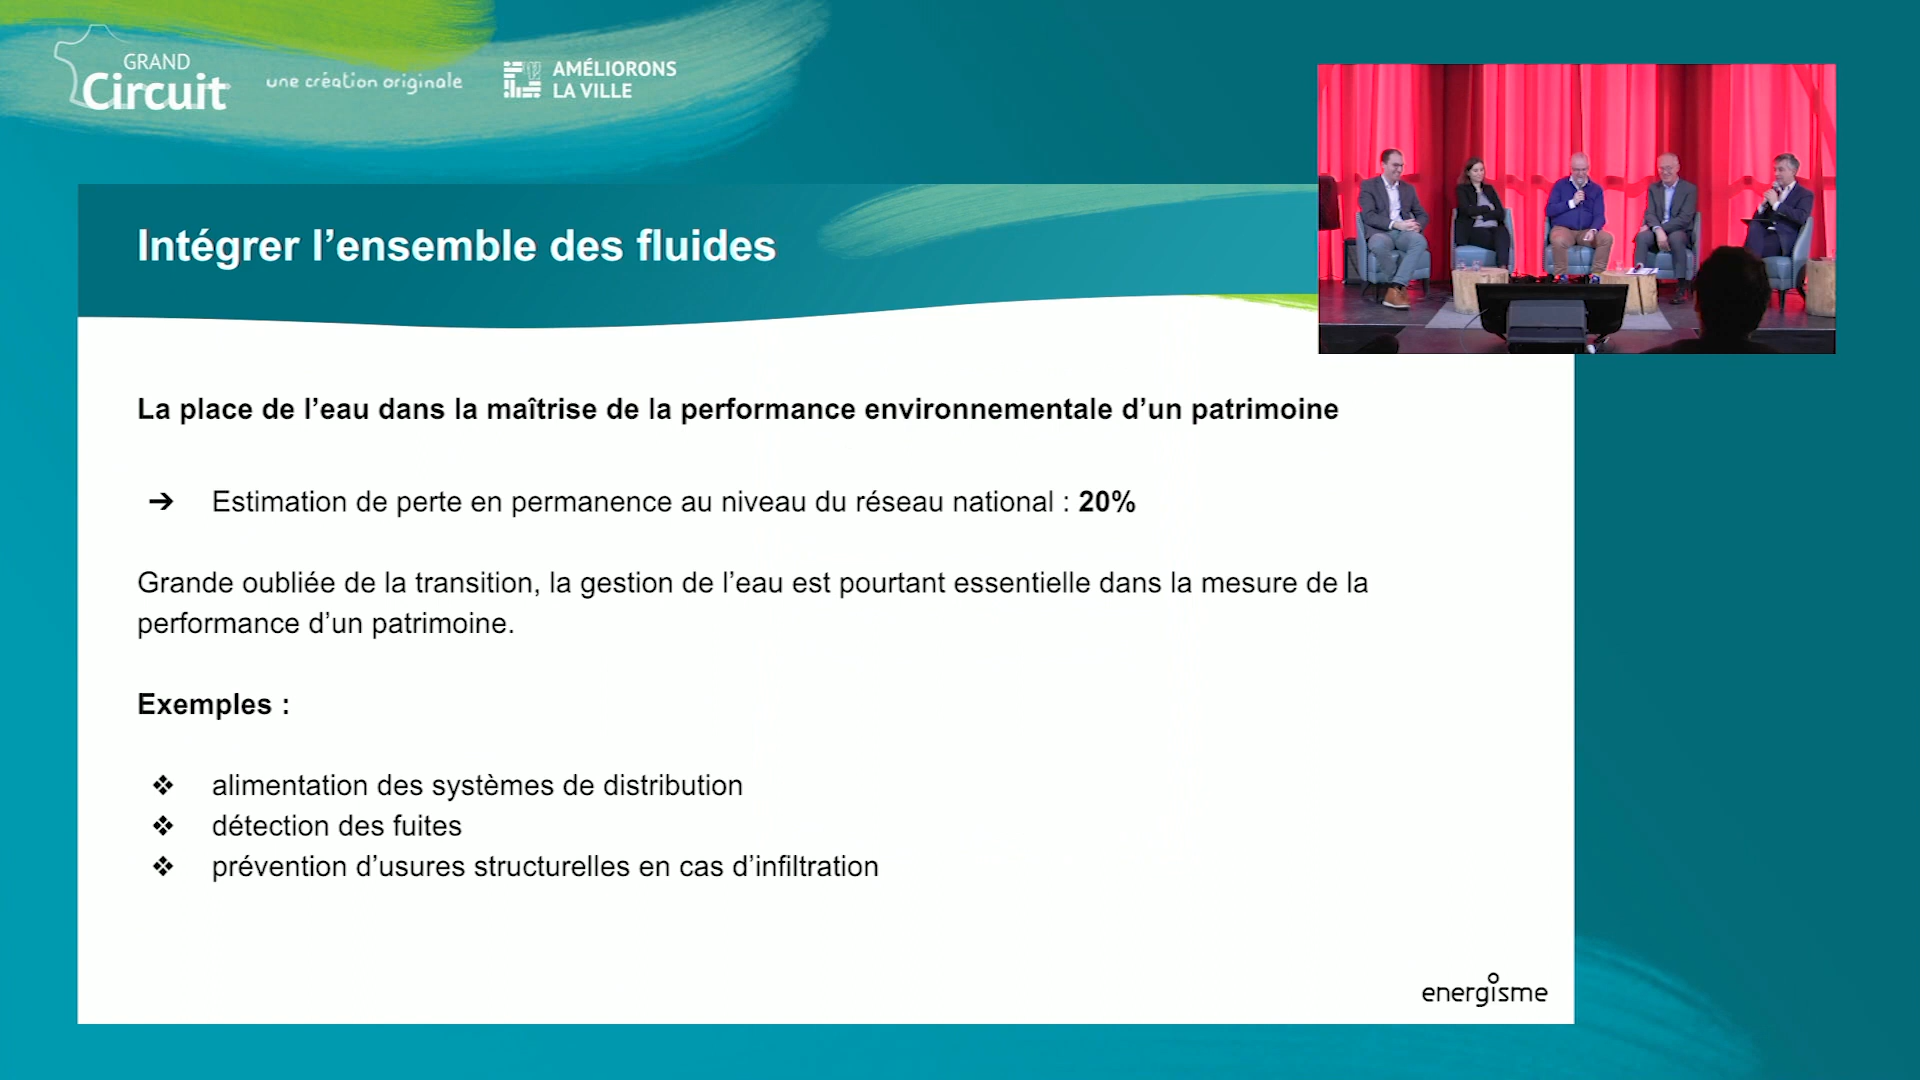 GRAND
Circuit
une création originale
AMÉLIORONS
LA VILLE
Intégrer l’ensemble des fluides
La place de l’eau dans la maîtrise de la performance environnementale d’un patrimoine
➔ Estimation de perte en permanence au niveau du réseau national : 20%
Grande oubliée de la transition, la gestion de l’eau est pourtant essentielle dans la mesure de la
performance d’un patrimoine.
Exemples :
❖ alimentation des systèmes de distribution
❖ détection des fuites
❖ prévention d’usures structurelles en cas d’infiltration
energisme